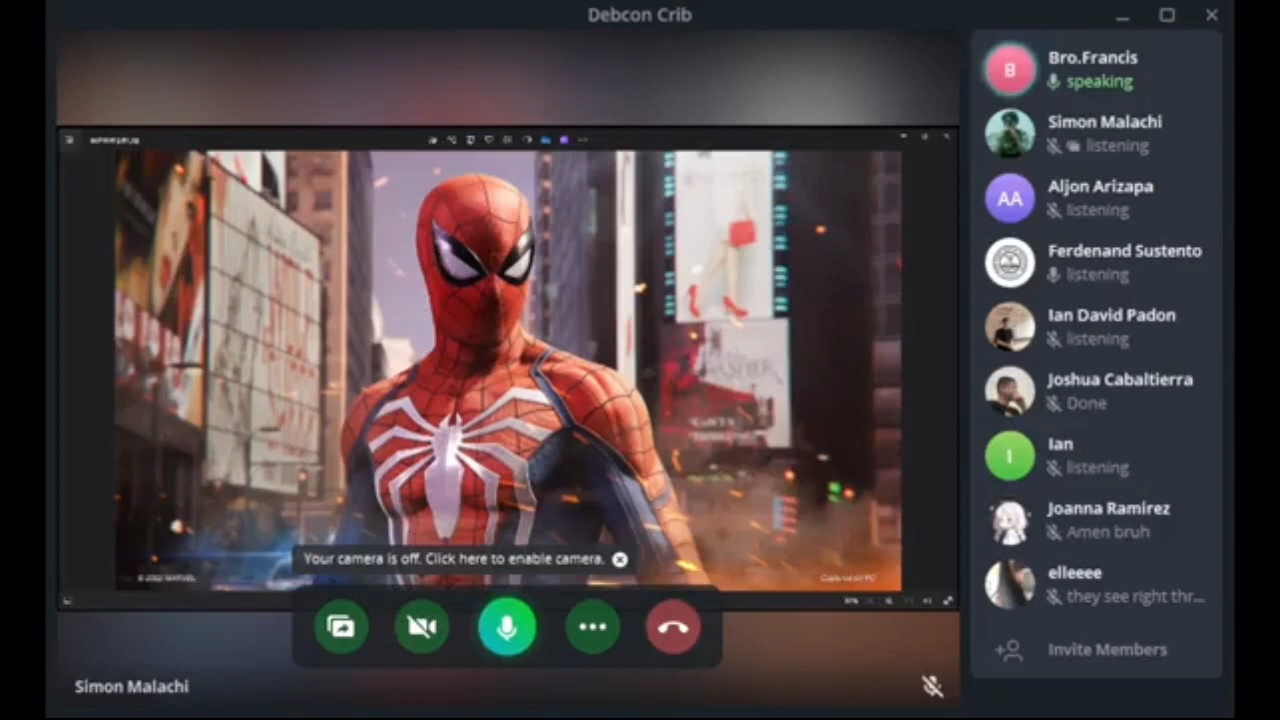 Debcon Crib
Bro.Francis
speaking
Simon Malachi
listening
AA
Aljon Arizapa
listening
Ferdenand Sustento
listening
Ian David Padon
listening
Joshua Cabaltierra
Done
I
Ian
listening
Joanna Ramirez
Amen bruh
elleeee
they see right thr...
Invite Members
B
Your camera is off. Click here to enable camera.
Simon Malachi